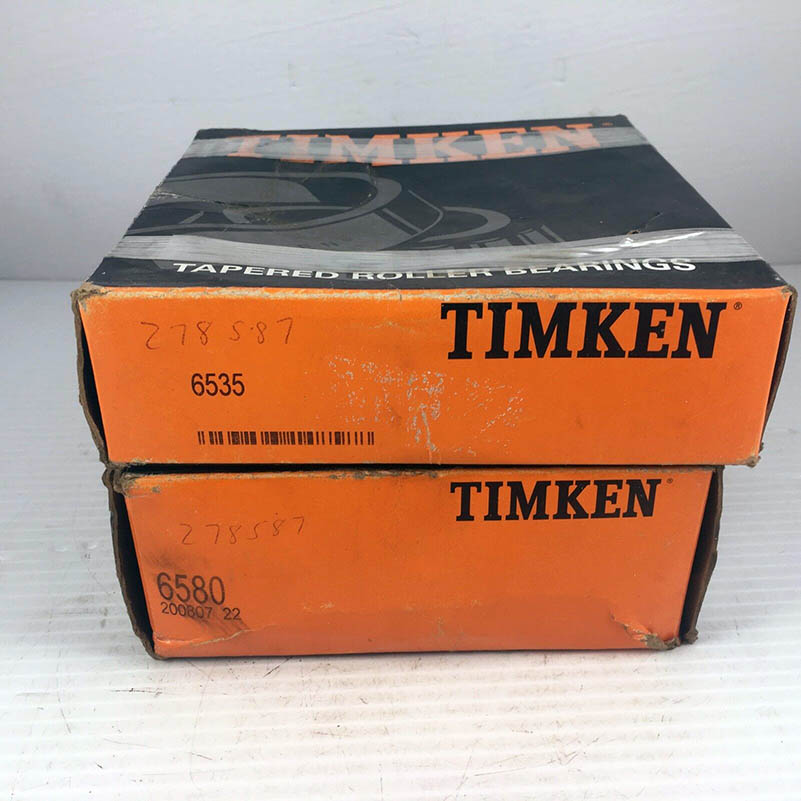 TIMKEN
TAPERED ROLLER BEARINGS
278587
TIMKEN®
6535
TIMKEN®
278587
6580
200807 22